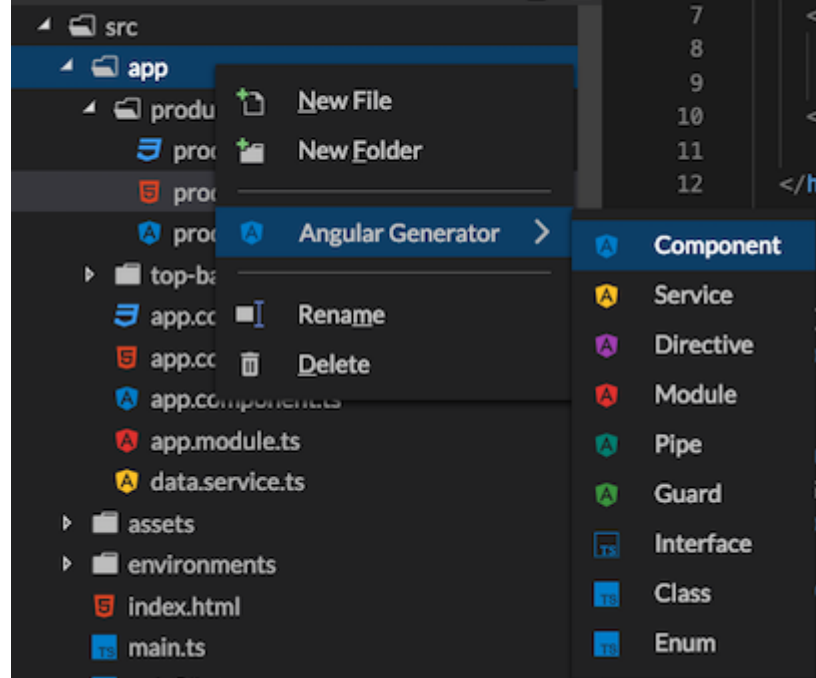 src
app
produ
proc
proc
proc
top-ba
app.cc
app.cc
app.component.ts
app.module.ts
data.service.ts
assets
environments
index.html
main.ts
New File
New Folder
Angular Generator
Rename
Delete
Component
Service
Directive
Module
Pipe
Guard
Interface
Class
Enum
7 <
8
9
10 <
11
12 </h